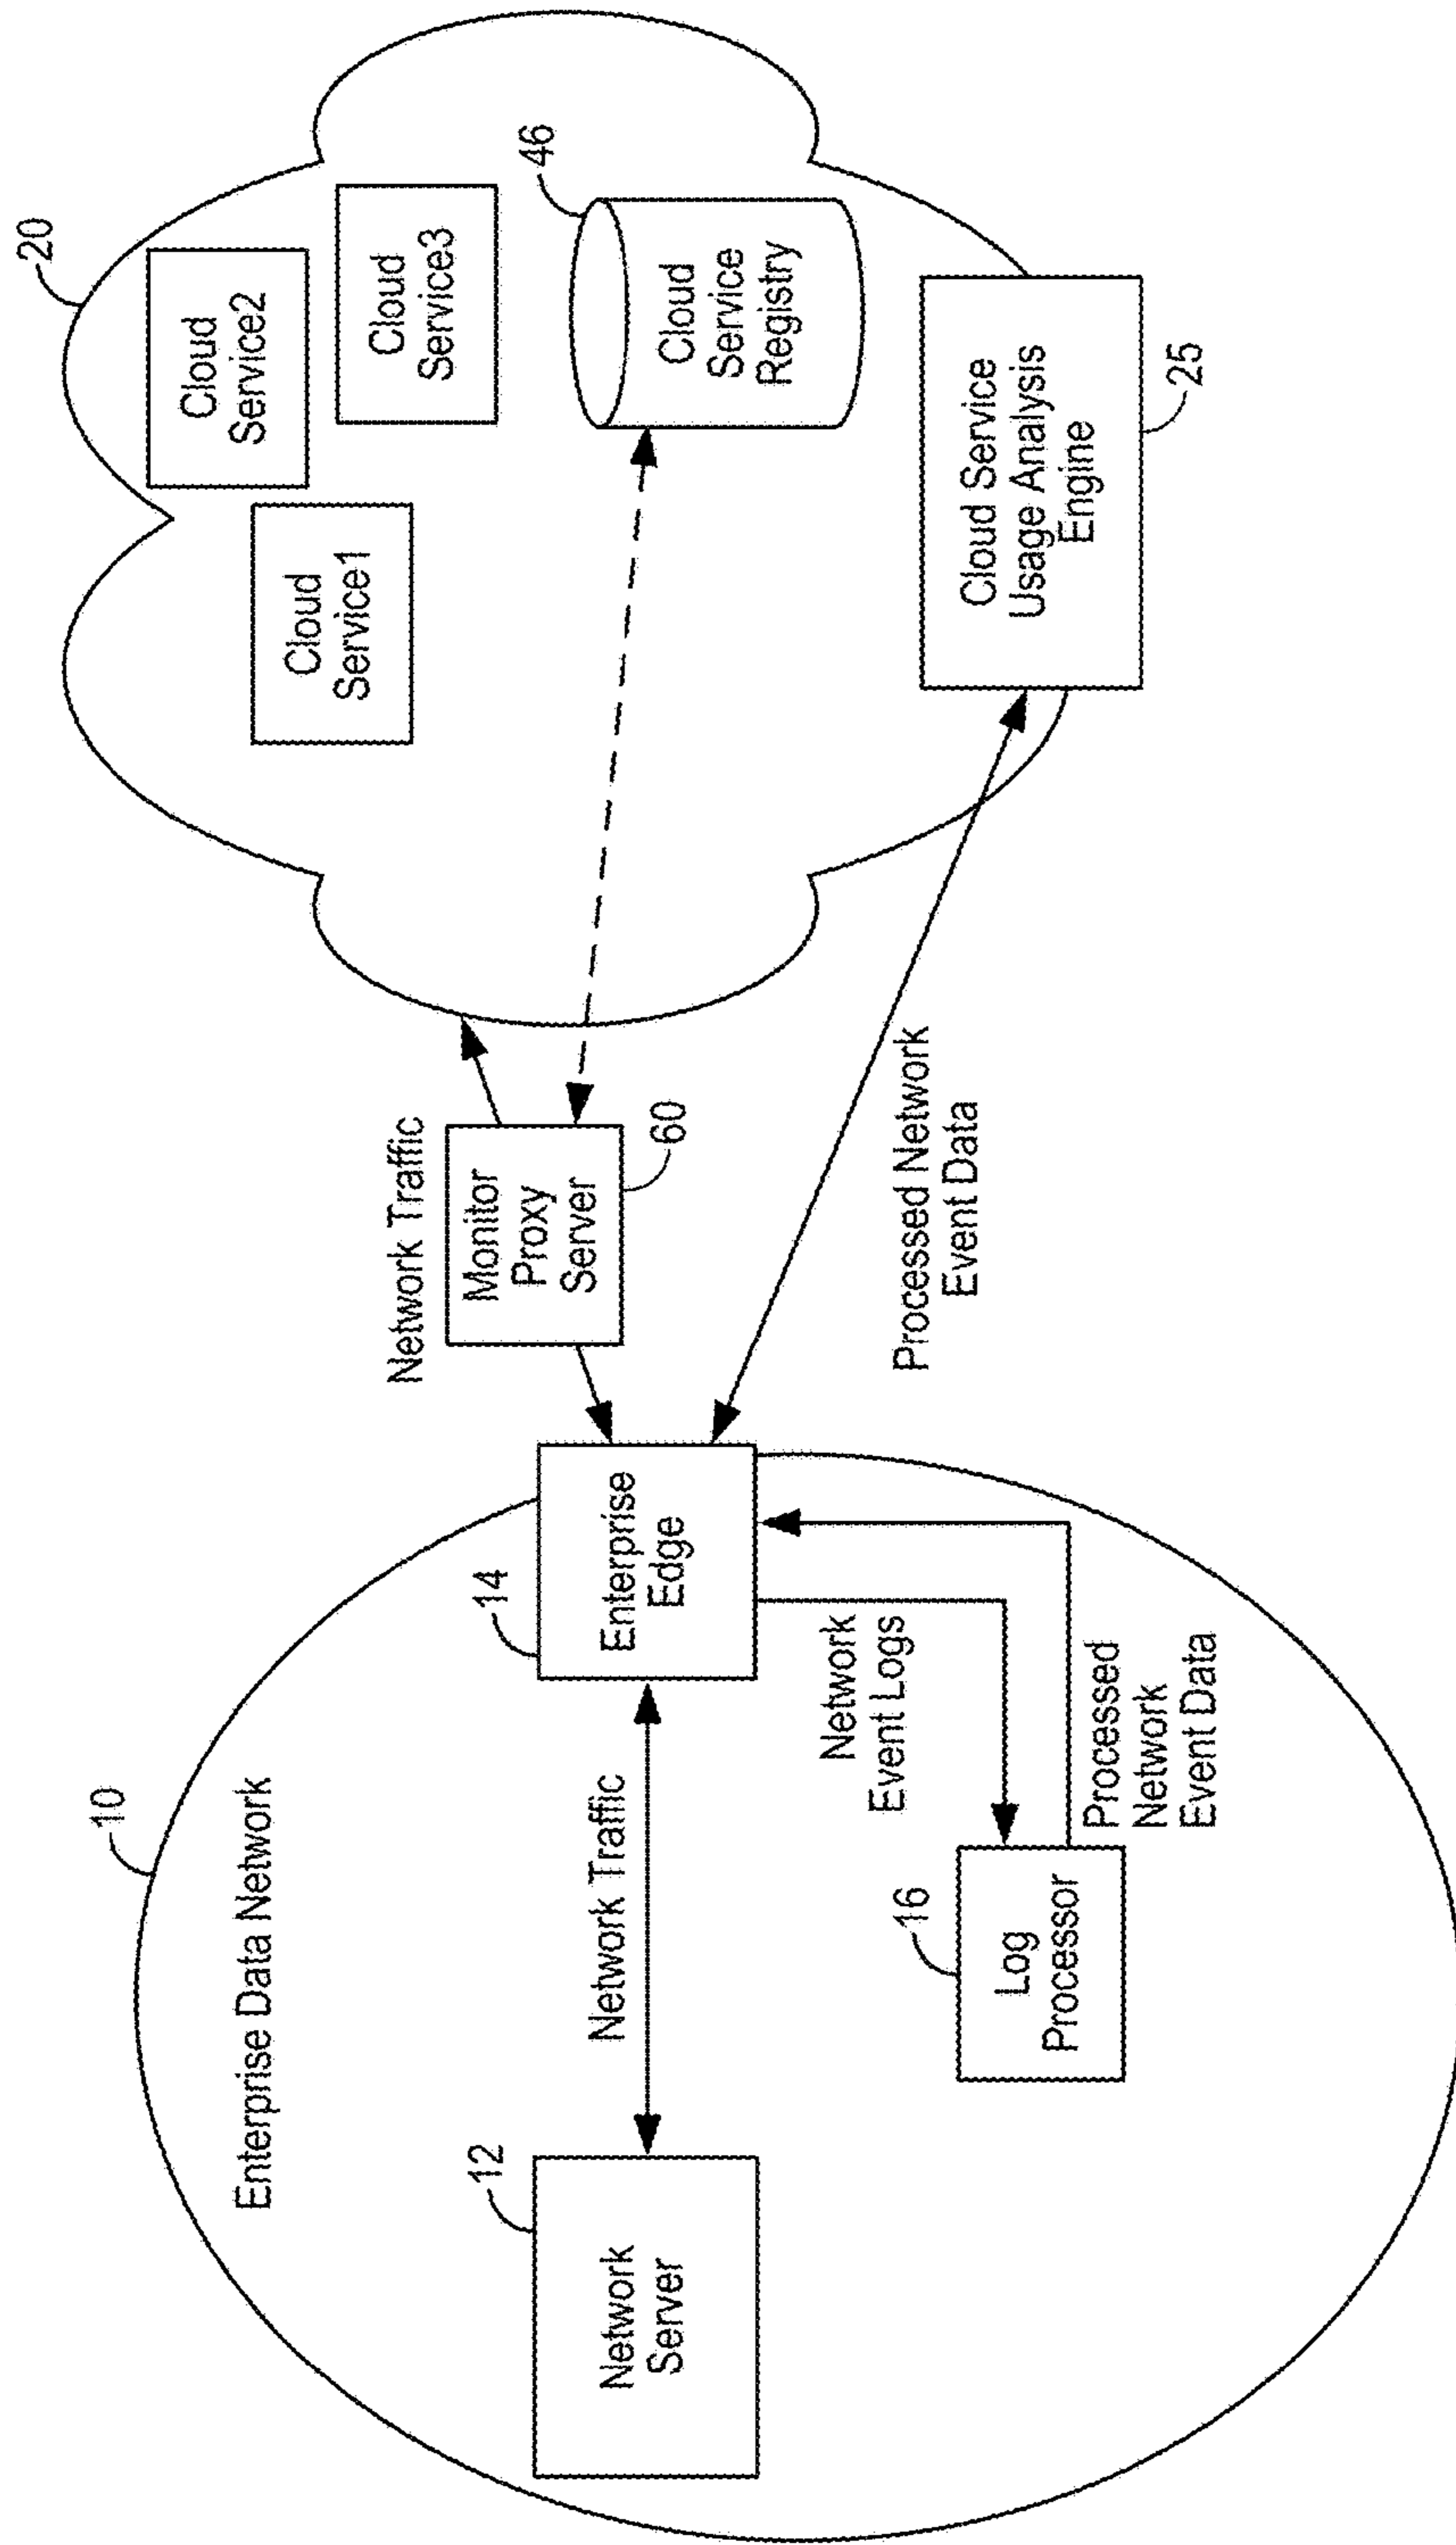 10
Enterprise Data Network
12
Network
Server
Network Traffic
14
Enterprise
Edge
Network
Event Logs
16
Log
Processor
Processed
Network
Event Data
Network Traffic
Monitor
Proxy
Server
60
Processed Network
Event Data
20
Cloud
Service1
Cloud
Service2
Cloud
Service3
46
Cloud
Service
Registry
Cloud Service
Usage Analysis
Engine
25